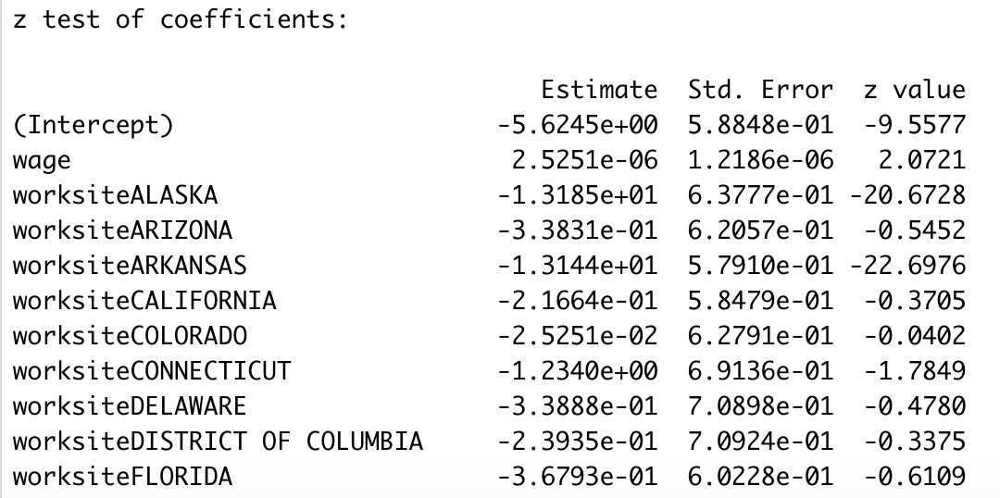 z test of coefficients:
Estimate Std. Error z value
(Intercept) -5.6245e+00 5.8848e-01 -9.5577
wage 2.5251e-06 1.2186e-06 2.0721
worksiteALASKA -1.3185e+01 6.3777e-01 -20.6728
worksiteARIZONA -3.3831e-01 6.2057e-01 -0.5452
worksiteARKANSAS -1.3144e+01 5.7910e-01 -22.6976
worksiteCALIFORNIA -2.1664e-01 5.8479e-01 -0.3705
worksiteCOLORADO -2.5251e-02 6.2791e-01 -0.0402
worksiteCONNECTICUT -1.2340e+00 6.9136e-01 -1.7849
worksiteDELAWARE -3.3888e-01 7.0898e-01 -0.4780
worksiteDISTRICT OF COLUMBIA -2.3935e-01 7.0924e-01 -0.3375
worksiteFLORIDA -3.6793e-01 6.0228e-01 -0.6109